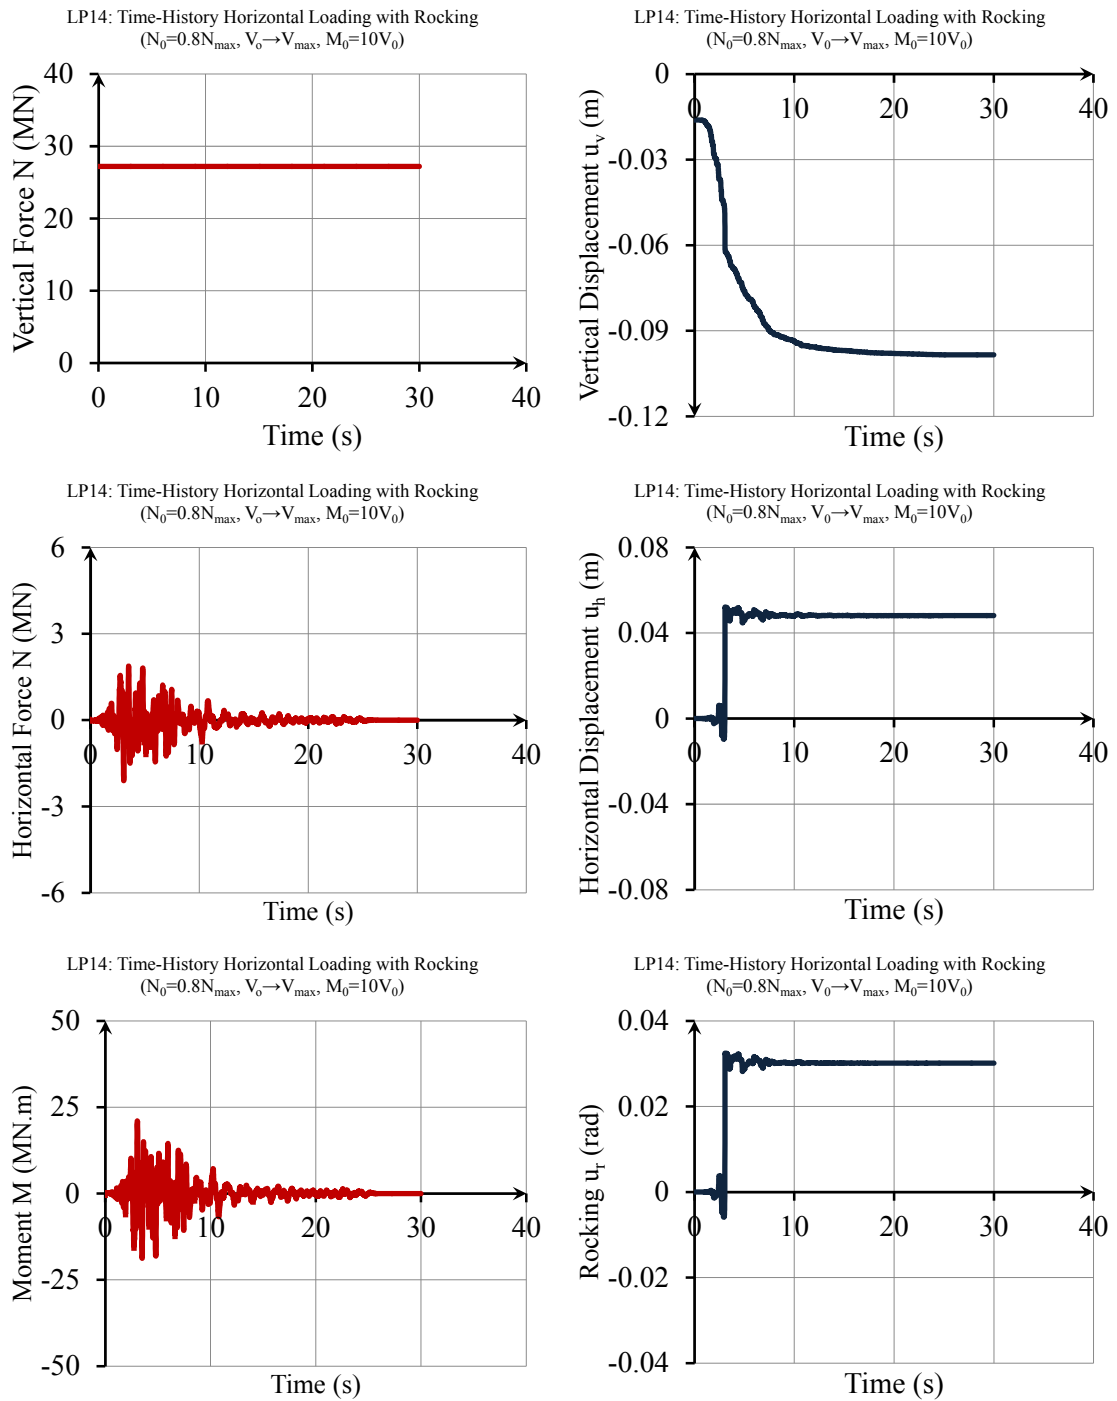 LP14: Time-History Horizontal Loading with Rocking
(N₀=0.8Nₘₐₓ, Vₒ→Vₘₐₓ, M₀=10V₀)
Vertical Force N (MN)
40
30
20
10
0
0 10 20 30 40
Time (s)
LP14: Time-History Horizontal Loading with Rocking
(N₀=0.8Nₘₐₓ, V₀→Vₘₐₓ, M₀=10V₀)
Vertical Displacement uᵥ (m)
0
0 10 20 30 40
-0.03
-0.06
-0.09
-0.12
Time (s)
LP14: Time-History Horizontal Loading with Rocking
(N₀=0.8Nₘₐₓ, Vₒ→Vₘₐₓ, M₀=10V₀)
Horizontal Force N (MN)
6
3
0
0 10 20 30 40
-3
-6
Time (s)
LP14: Time-History Horizontal Loading with Rocking
(N₀=0.8Nₘₐₓ, V₀→Vₘₐₓ, M₀=10V₀)
Horizontal Displacement uₕ (m)
0.08
0.04
0
0 10 20 30 40
-0.04
-0.08
Time (s)
LP14: Time-History Horizontal Loading with Rocking
(N₀=0.8Nₘₐₓ, Vₒ→Vₘₐₓ, M₀=10V₀)
Moment M (MN.m)
50
25
0
0 10 20 30 40
-25
-50
Time (s)
LP14: Time-History Horizontal Loading with Rocking
(N₀=0.8Nₘₐₓ, V₀→Vₘₐₓ, M₀=10V₀)
Rocking uᵣ (rad)
0.04
0.02
0
0 10 20 30 40
-0.02
-0.04
Time (s)